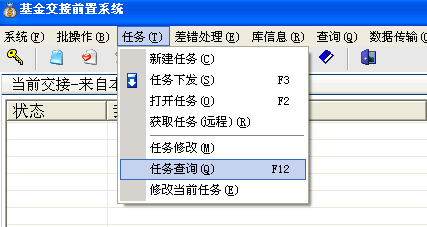 基金交接前置系统
系统(F) 批操作(B) 任务(T) 差错处理(E) 库信息(R) 查询(Q) 数据传输(
新建任务(C)
任务下发(S) F3
打开任务(O) F2
获取任务(远程)(R)
任务修改(M)
任务查询(Q) F12
修改当前任务(E)
当前交接-来自本
状态